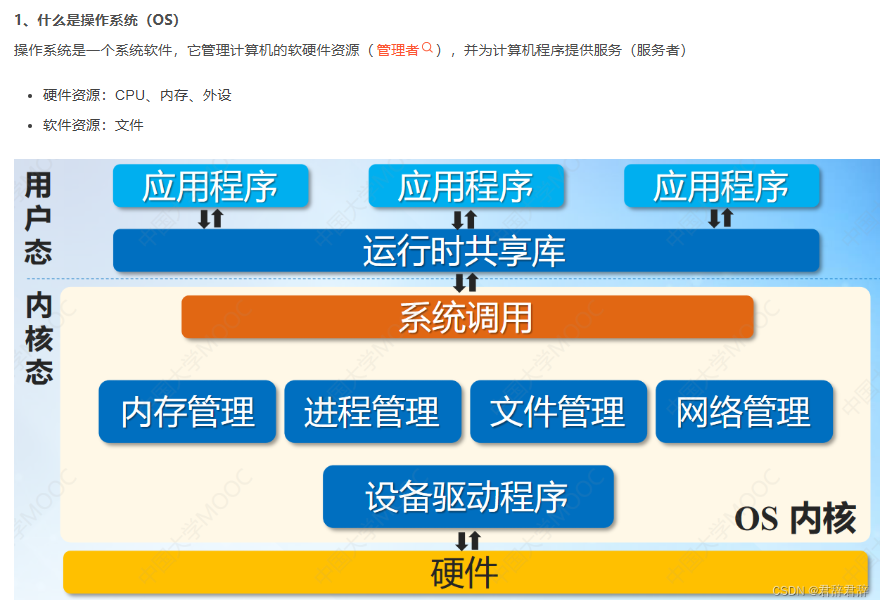 1、什么是操作系统（OS）
操作系统是一个系统软件，它管理计算机的软硬件资源（管理者），并为计算机程序提供服务（服务者）
硬件资源：CPU、内存、外设
软件资源：文件
用户态
应用程序 应用程序 应用程序
运行时共享库
内核态
系统调用
内存管理 进程管理 文件管理 网络管理
设备驱动程序
OS 内核
硬件
中国大学MOOC
CSDN @君辞君辞